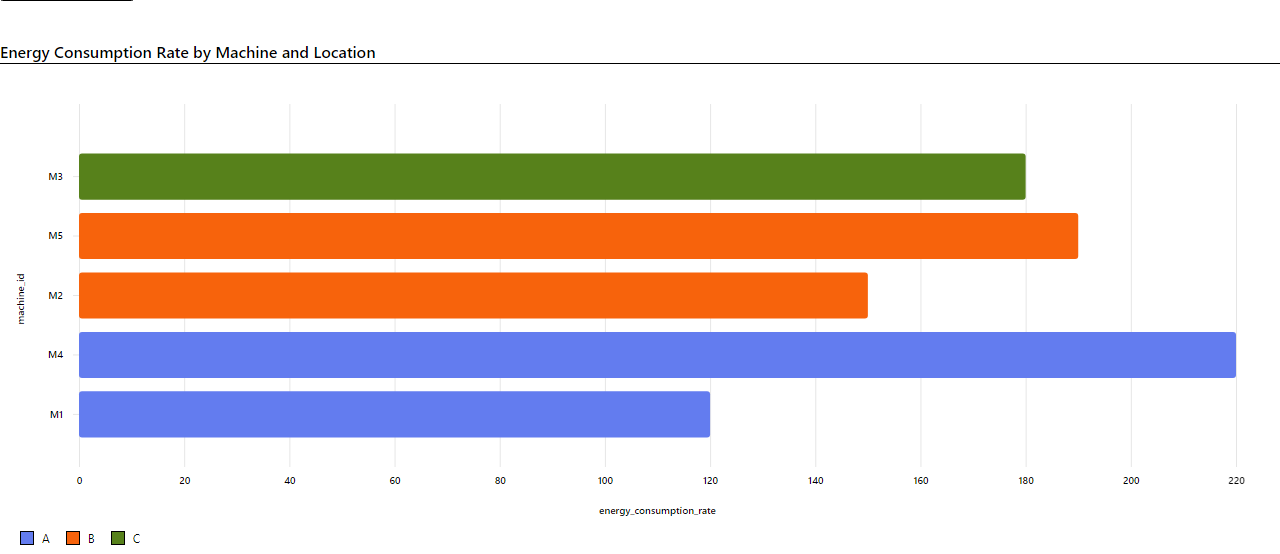 Energy Consumption Rate by Machine and Location
M3
M5
M2
M4
M1
machine_id
0 20 40 60 80 100 120 140 160 180 200 220
energy_consumption_rate
A B C